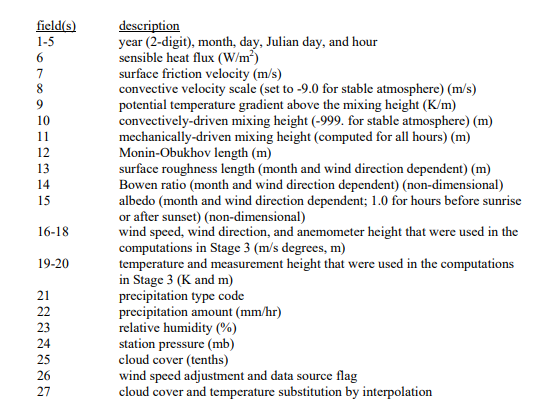 field(s) description
1-5 year (2-digit), month, day, Julian day, and hour
6 sensible heat flux (W/m²)
7 surface friction velocity (m/s)
8 convective velocity scale (set to -9.0 for stable atmosphere) (m/s)
9 potential temperature gradient above the mixing height (K/m)
10 convectively-driven mixing height (-999. for stable atmosphere) (m)
11 mechanically-driven mixing height (computed for all hours) (m)
12 Monin-Obukhov length (m)
13 surface roughness length (month and wind direction dependent) (m)
14 Bowen ratio (month and wind direction dependent) (non-dimensional)
15 albedo (month and wind direction dependent; 1.0 for hours before sunrise
or after sunset) (non-dimensional)
16-18 wind speed, wind direction, and anemometer height that were used in the
computations in Stage 3 (m/s degrees, m)
19-20 temperature and measurement height that were used in the computations
in Stage 3 (K and m)
21 precipitation type code
22 precipitation amount (mm/hr)
23 relative humidity (%)
24 station pressure (mb)
25 cloud cover (tenths)
26 wind speed adjustment and data source flag
27 cloud cover and temperature substitution by interpolation